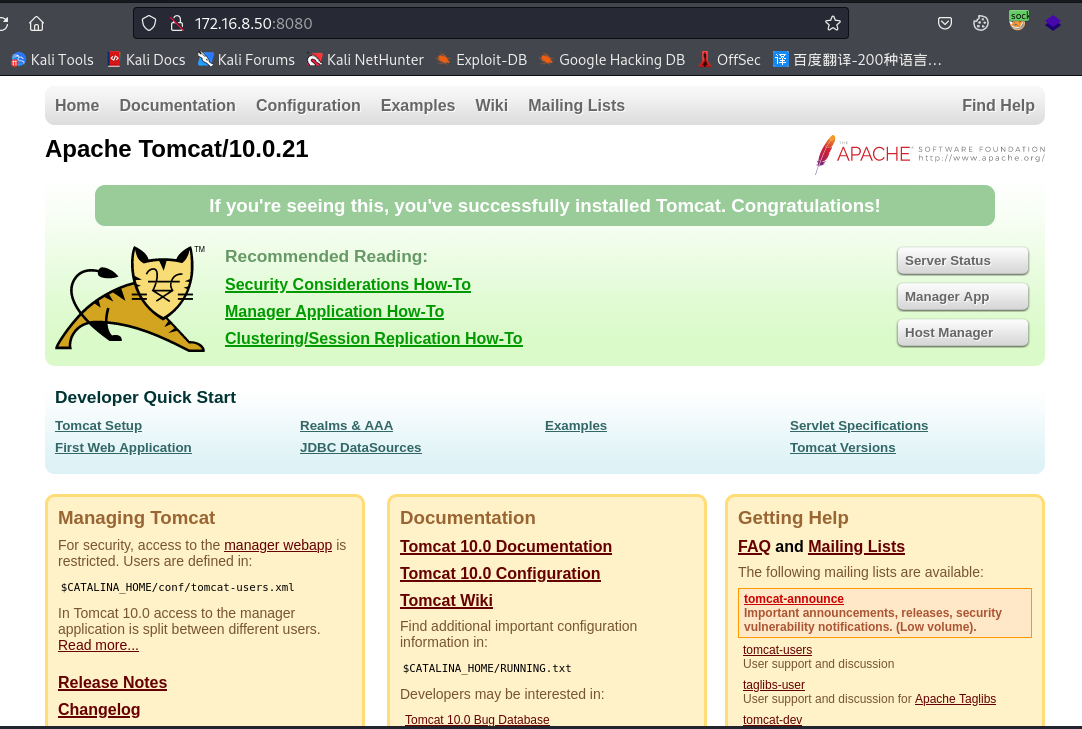 172.16.8.50:8080
sock
Kali Tools Kali Docs Kali Forums Kali NetHunter Exploit-DB Google Hacking DB OffSec 译 百度翻译-200种语言…
Home Documentation Configuration Examples Wiki Mailing Lists Find Help
Apache Tomcat/10.0.21
THE APACHE SOFTWARE FOUNDATION
http://www.apache.org/
If you're seeing this, you've successfully installed Tomcat. Congratulations!
TM
Recommended Reading:
Security Considerations How-To
Manager Application How-To
Clustering/Session Replication How-To
Server Status
Manager App
Host Manager
Developer Quick Start
Tomcat Setup Realms & AAA Examples Servlet Specifications
First Web Application JDBC DataSources Tomcat Versions
Managing Tomcat
For security, access to the manager webapp is
restricted. Users are defined in:
$CATALINA_HOME/conf/tomcat-users.xml
In Tomcat 10.0 access to the manager
application is split between different users.
Read more...
Release Notes
Changelog
Documentation
Tomcat 10.0 Documentation
Tomcat 10.0 Configuration
Tomcat Wiki
Find additional important configuration
information in:
$CATALINA_HOME/RUNNING.txt
Developers may be interested in:
Tomcat 10.0 Bug Database
Getting Help
FAQ and Mailing Lists
The following mailing lists are available:
tomcat-announce
Important announcements, releases, security
vulnerability notifications. (Low volume).
tomcat-users
User support and discussion
taglibs-user
User support and discussion for Apache Taglibs
tomcat-dev